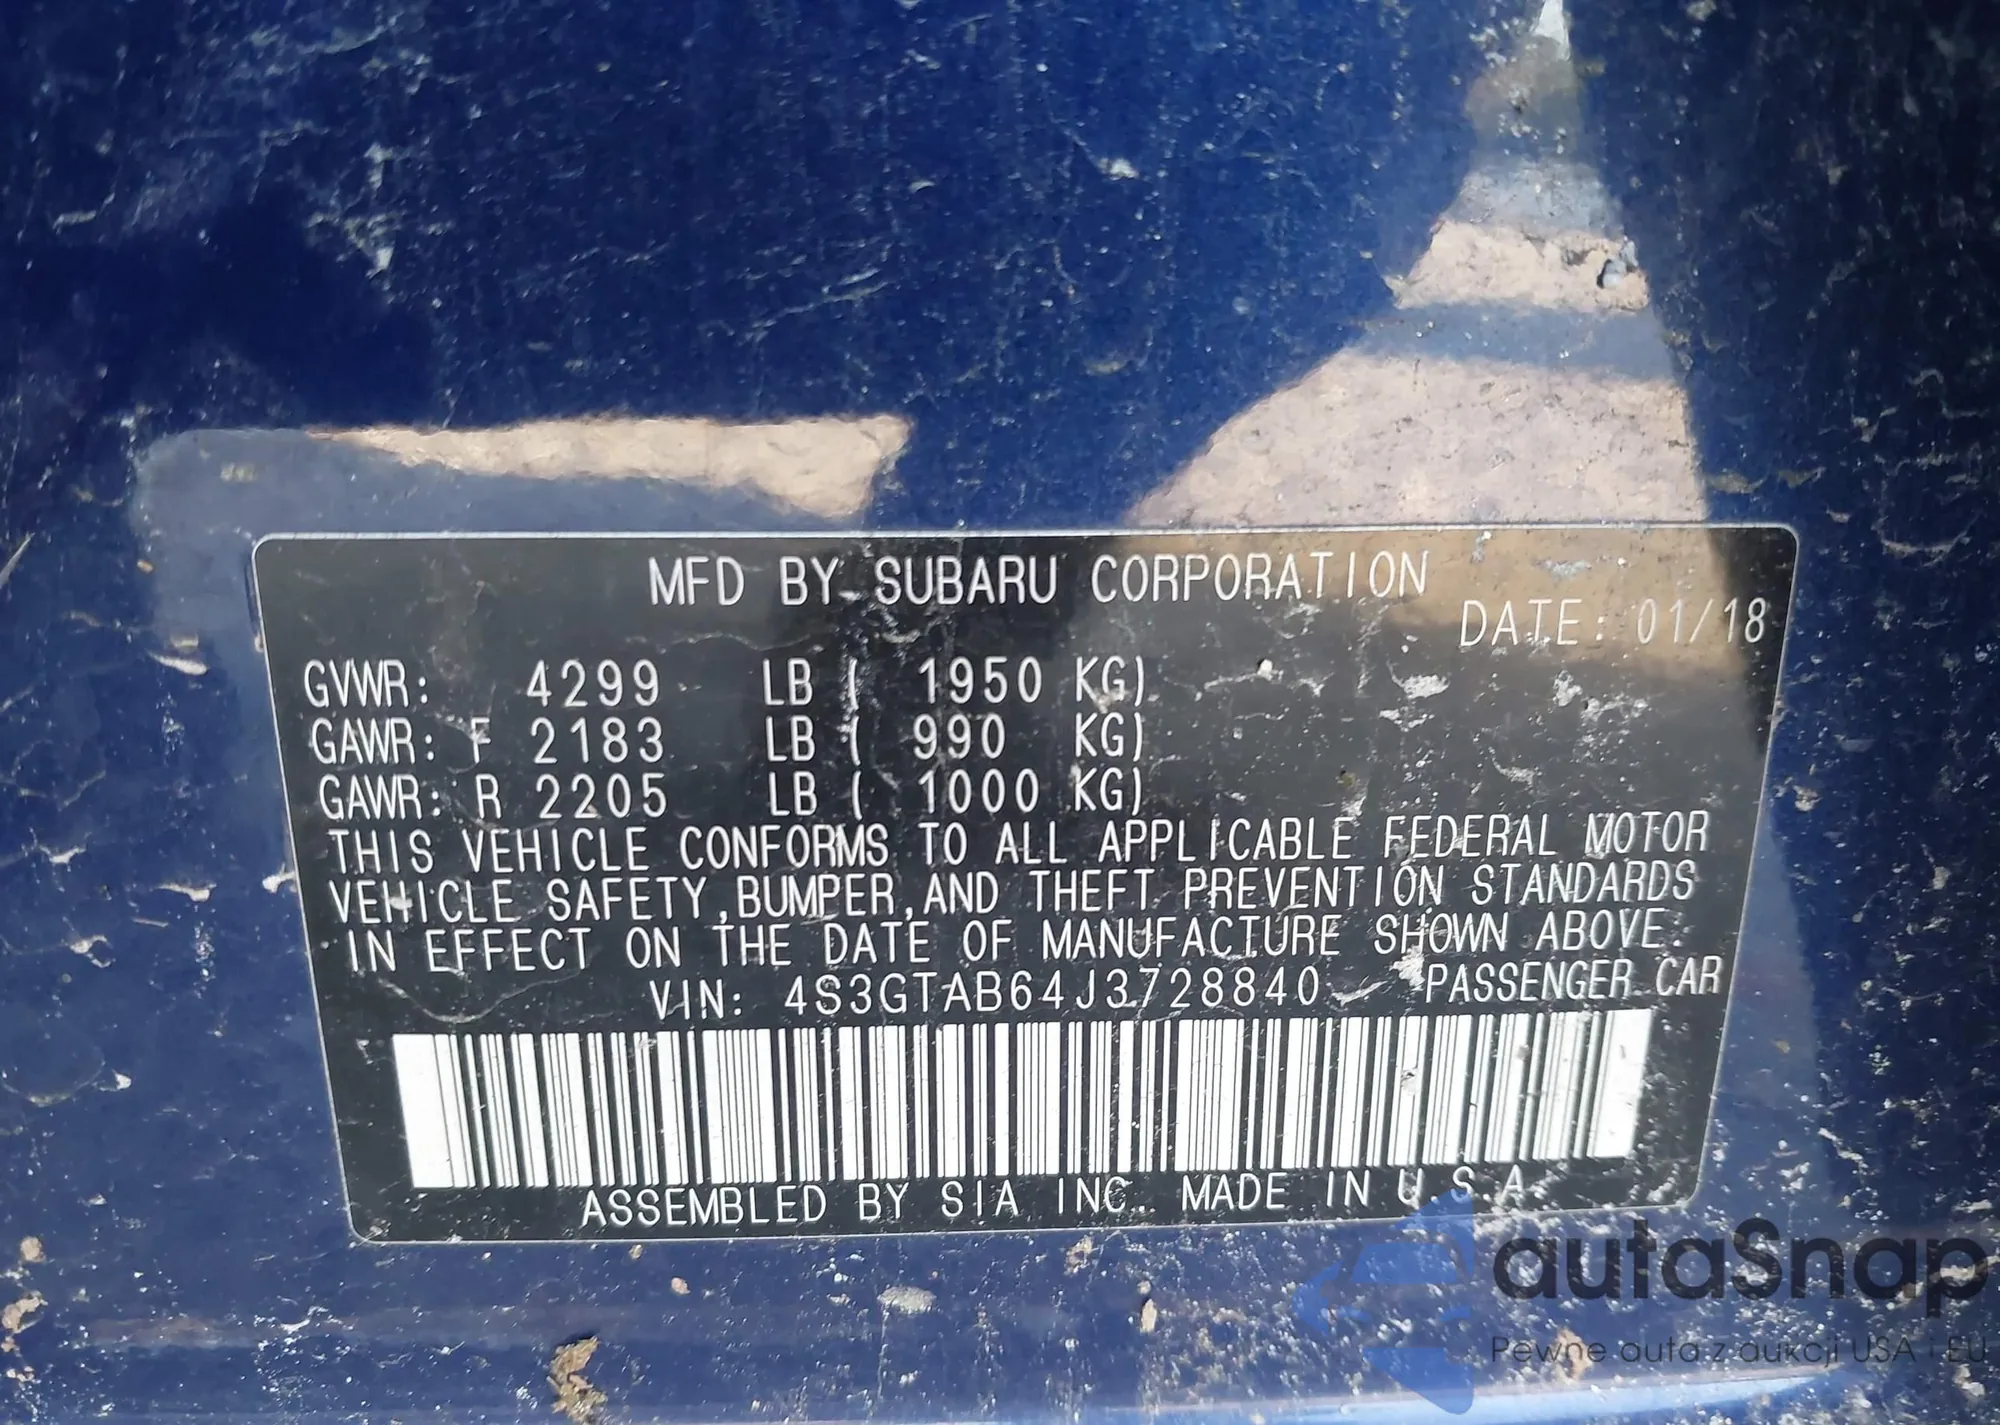 MFD BY SUBARU CORPORATION
DATE: 01/18
GVWR: 4299 LB ( 1950 KG)
GAWR: F 2183 LB ( 990 KG)
GAWR: R 2205 LB ( 1000 KG)
THIS VEHICLE CONFORMS TO ALL APPLICABLE FEDERAL MOTOR
VEHICLE SAFETY,BUMPER,AND THEFT PREVENTION STANDARDS
IN EFFECT ON THE DATE OF MANUFACTURE SHOWN ABOVE.
VIN: 4S3GTAB64J3728840 PASSENGER CAR
ASSEMBLED BY SIA INC. MADE IN U.S.A.
autaSnap
Pewne auta z aukcji USA i EU